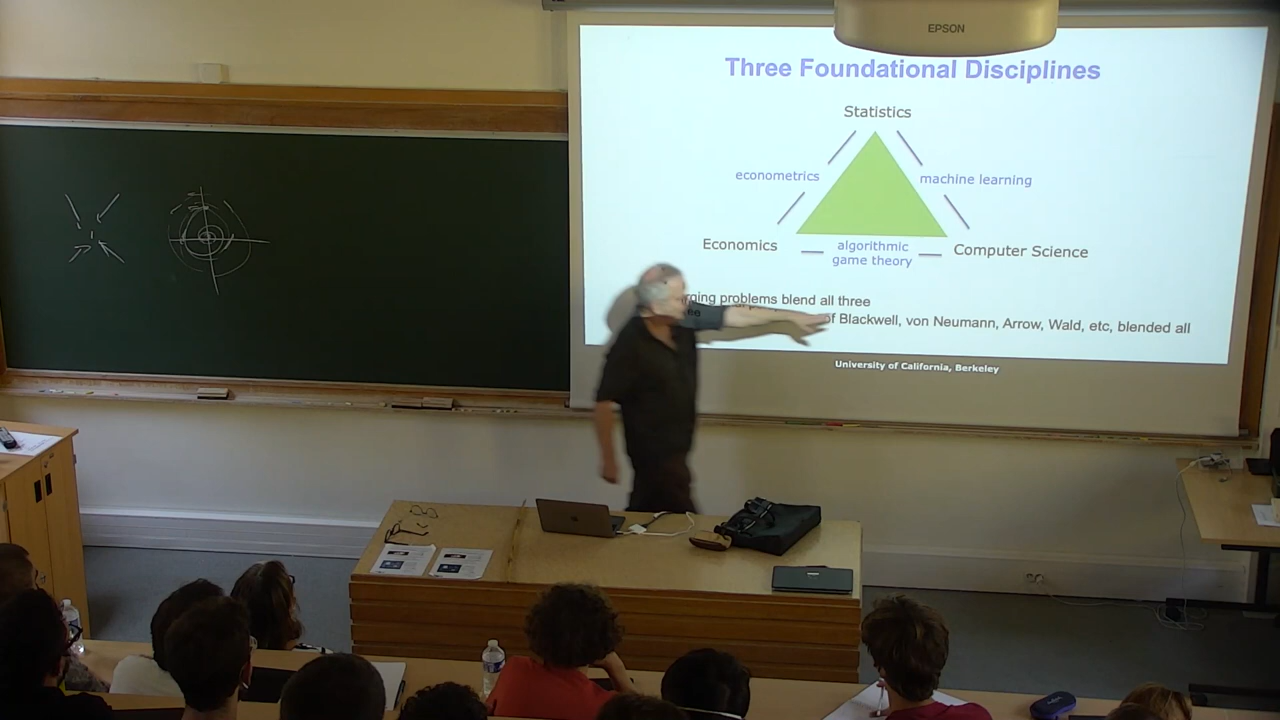 EPSON
Three Foundational Disciplines
Statistics
econometrics
machine learning
Economics
algorithmic
game theory
Computer Science
problems blend all three
of Blackwell, von Neumann, Arrow, Wald, etc, blended all
University of California, Berkeley